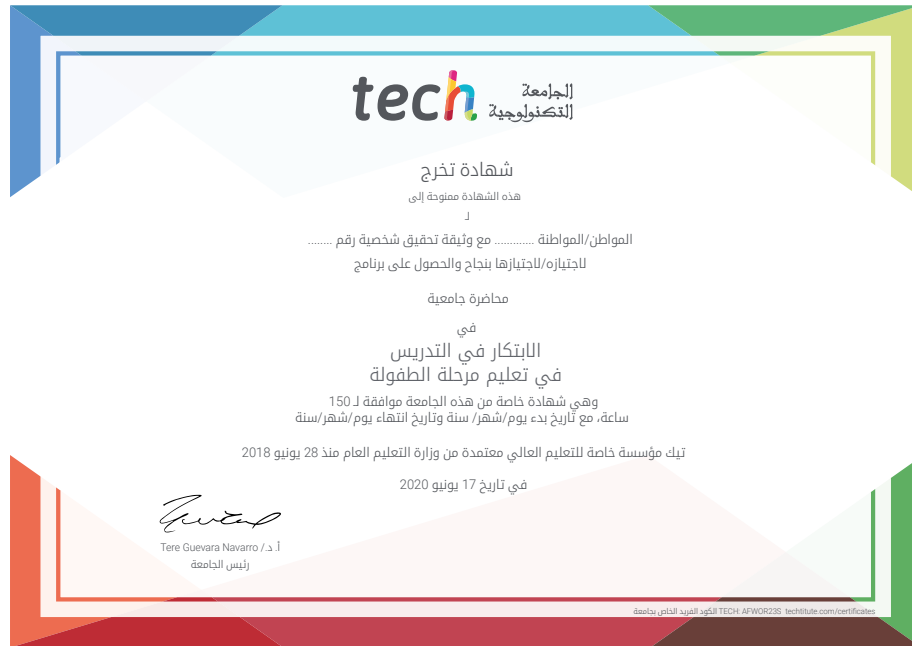 tech الجامعة
التكنولوجية
شهادة تخرج
هذه الشهادة ممنوحة إلى
لـ
المواطن/المواطنة ............ مع وثيقة تحقيق شخصية رقم ........
لاجتيازه/لاجتيازها بنجاح والحصول على برنامج
محاضرة جامعية
في
الابتكار في التدريس
في تعليم مرحلة الطفولة
وهي شهادة خاصة من هذه الجامعة موافقة لـ 150
ساعة، مع تاريخ بدء يوم/شهر/ سنة وتاريخ انتهاء يوم/شهر/سنة
تيك مؤسسة خاصة للتعليم العالي معتمدة من وزارة التعليم العام منذ 28 يونيو 2018
في تاريخ 17 يونيو 2020
أ. د./ Tere Guevara Navarro
رئيس الجامعة
الكود الفريد الخاص بجامعة TECH: AFWOR23S techtitute.com/certificates